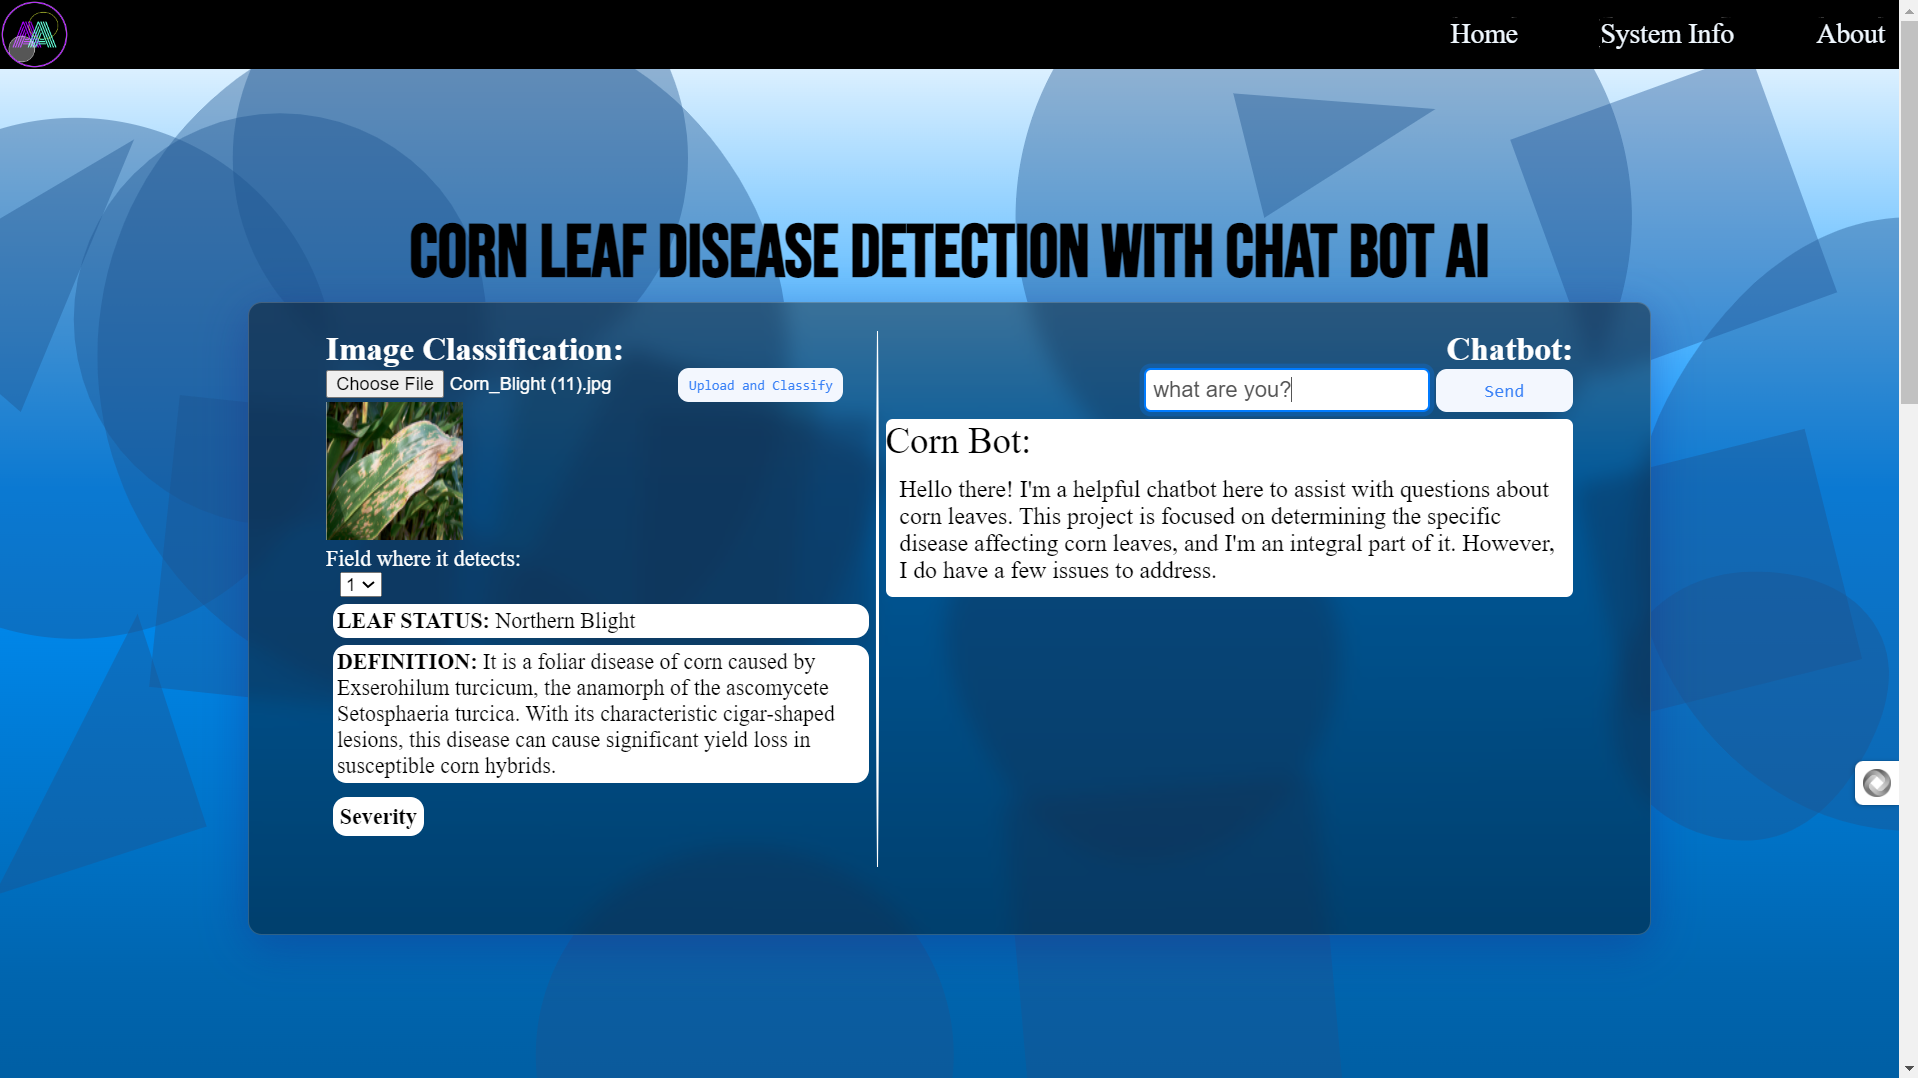 Home
System Info
About
CORN LEAF DISEASE DETECTION WITH CHAT BOT AI
Image Classification:
Choose File Corn_Blight (11).jpg
Upload and Classify
Field where it detects:
1
LEAF STATUS: Northern Blight
DEFINITION: It is a foliar disease of corn caused by
Exserohilum turcicum, the anamorph of the ascomycete
Setosphaeria turcica. With its characteristic cigar-shaped
lesions, this disease can cause significant yield loss in
susceptible corn hybrids.
Severity
Chatbot:
what are you?
Send
Corn Bot:
Hello there! I'm a helpful chatbot here to assist with questions about
corn leaves. This project is focused on determining the specific
disease affecting corn leaves, and I'm an integral part of it. However,
I do have a few issues to address.